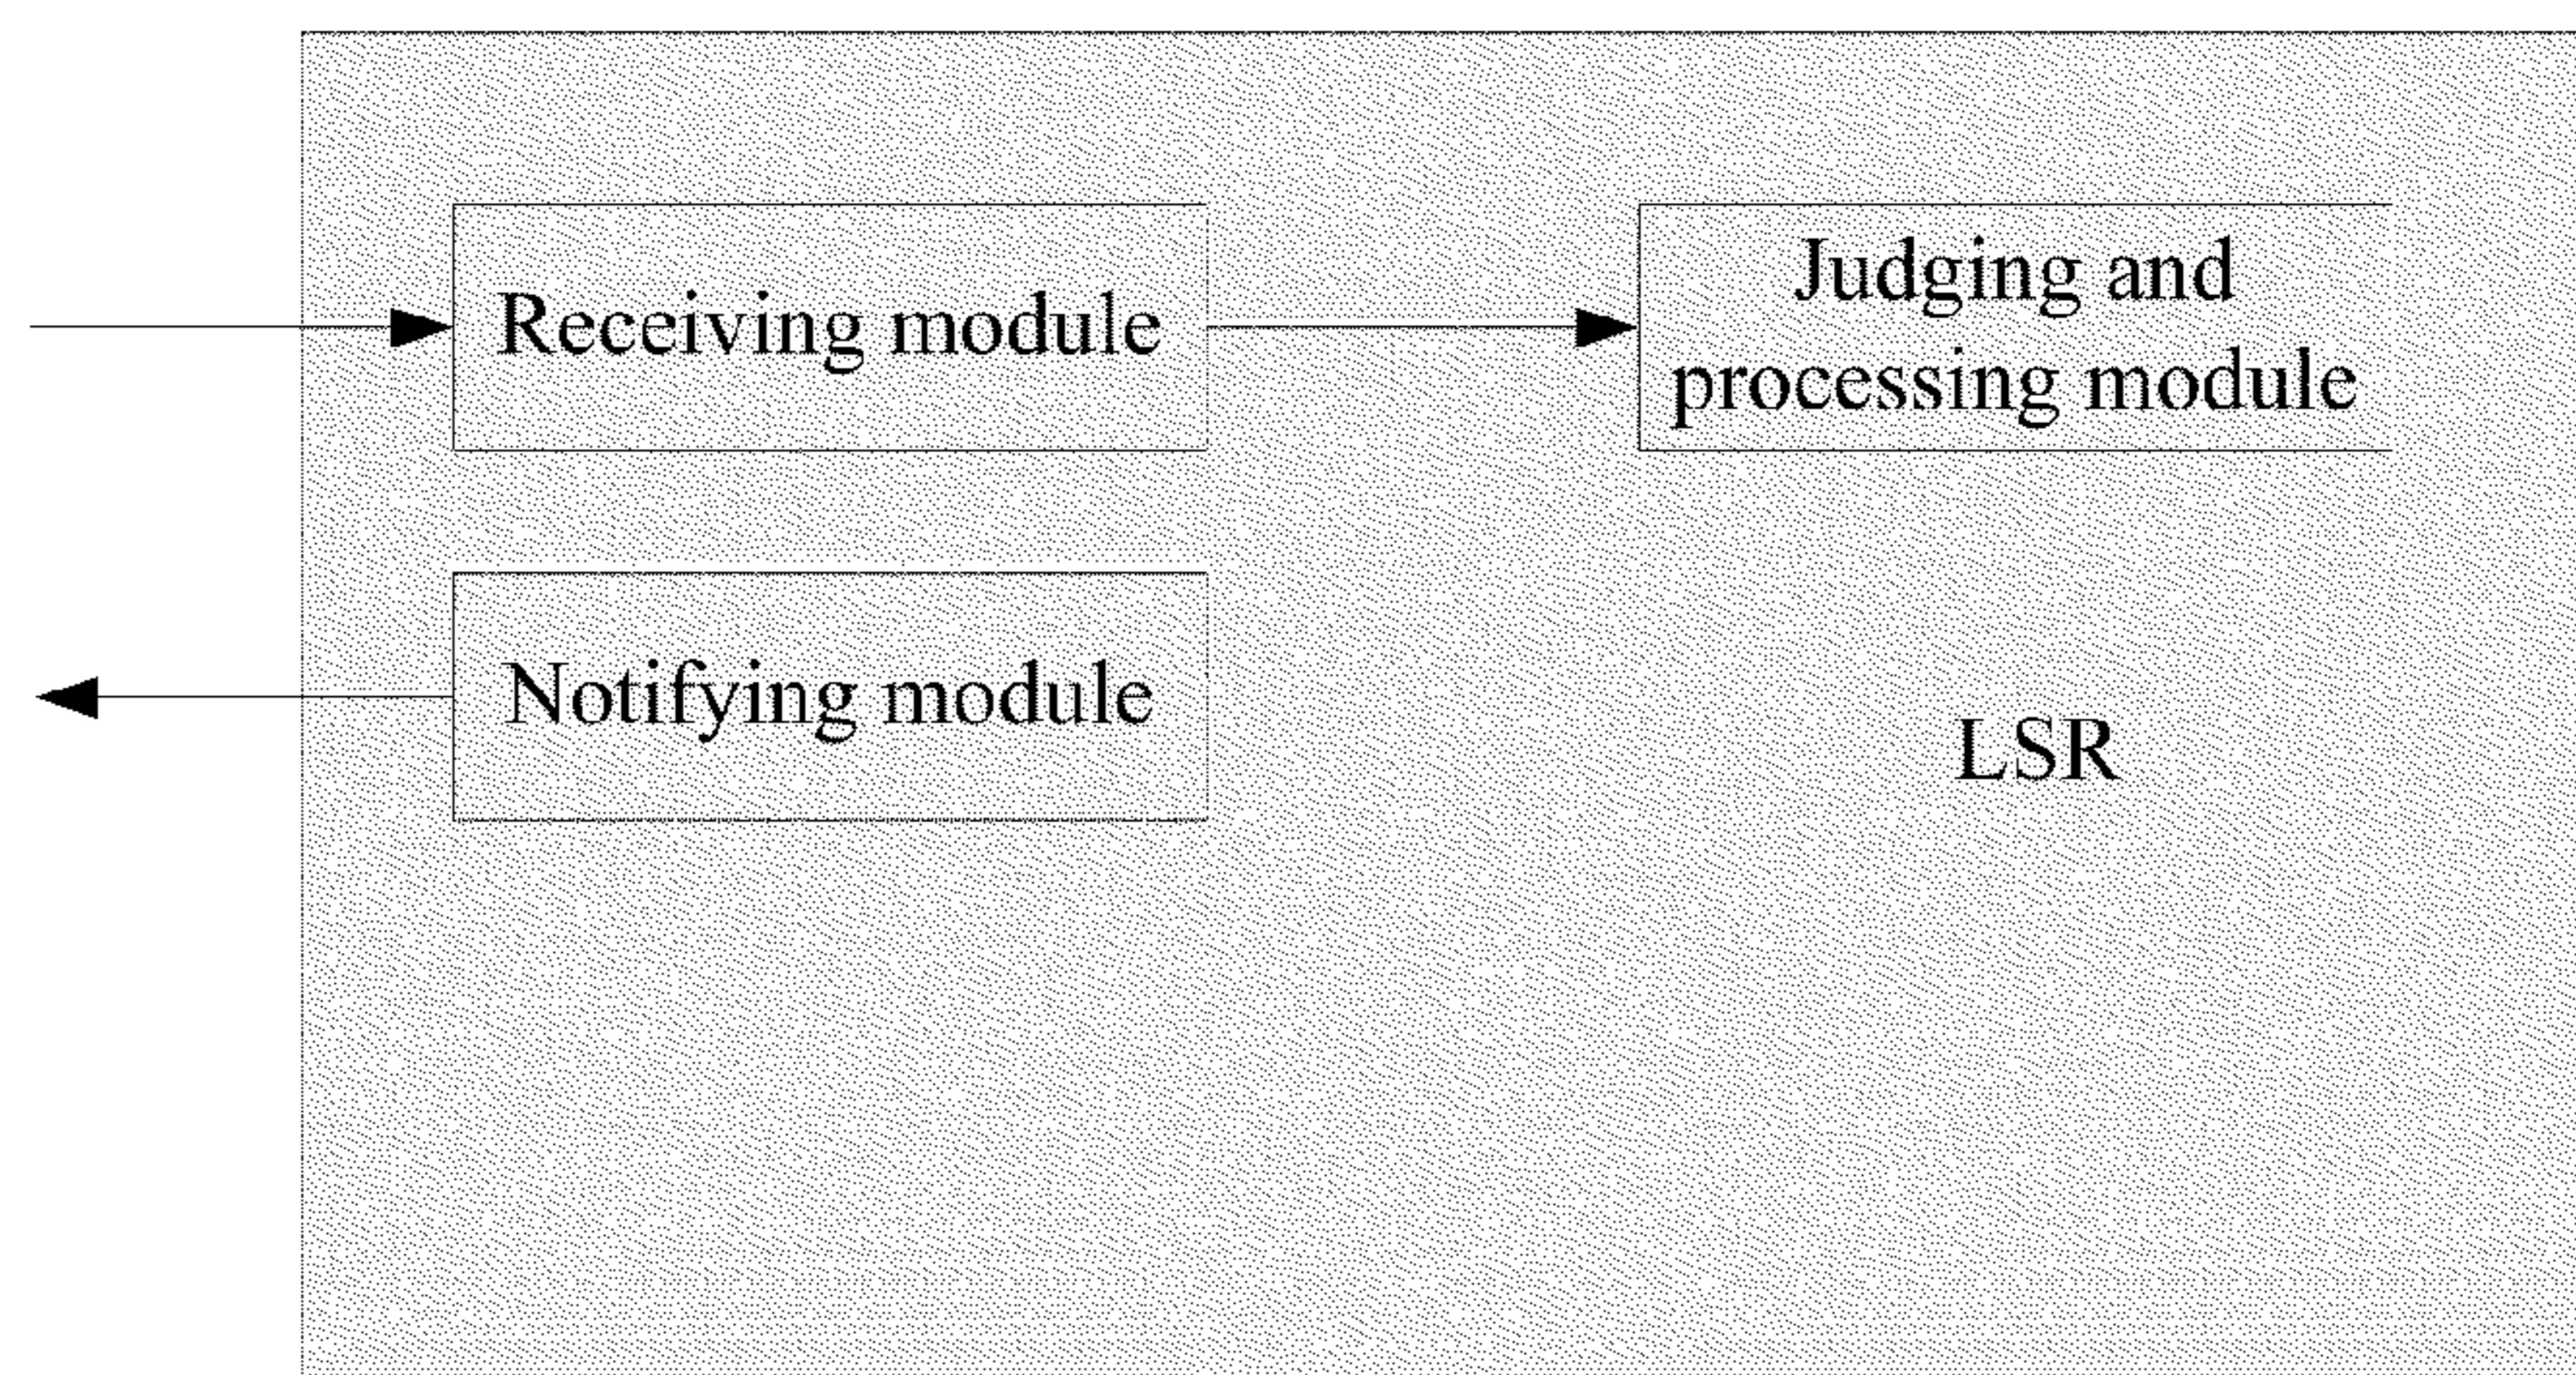 Receiving module
Judging and
processing module
Notifying module
LSR